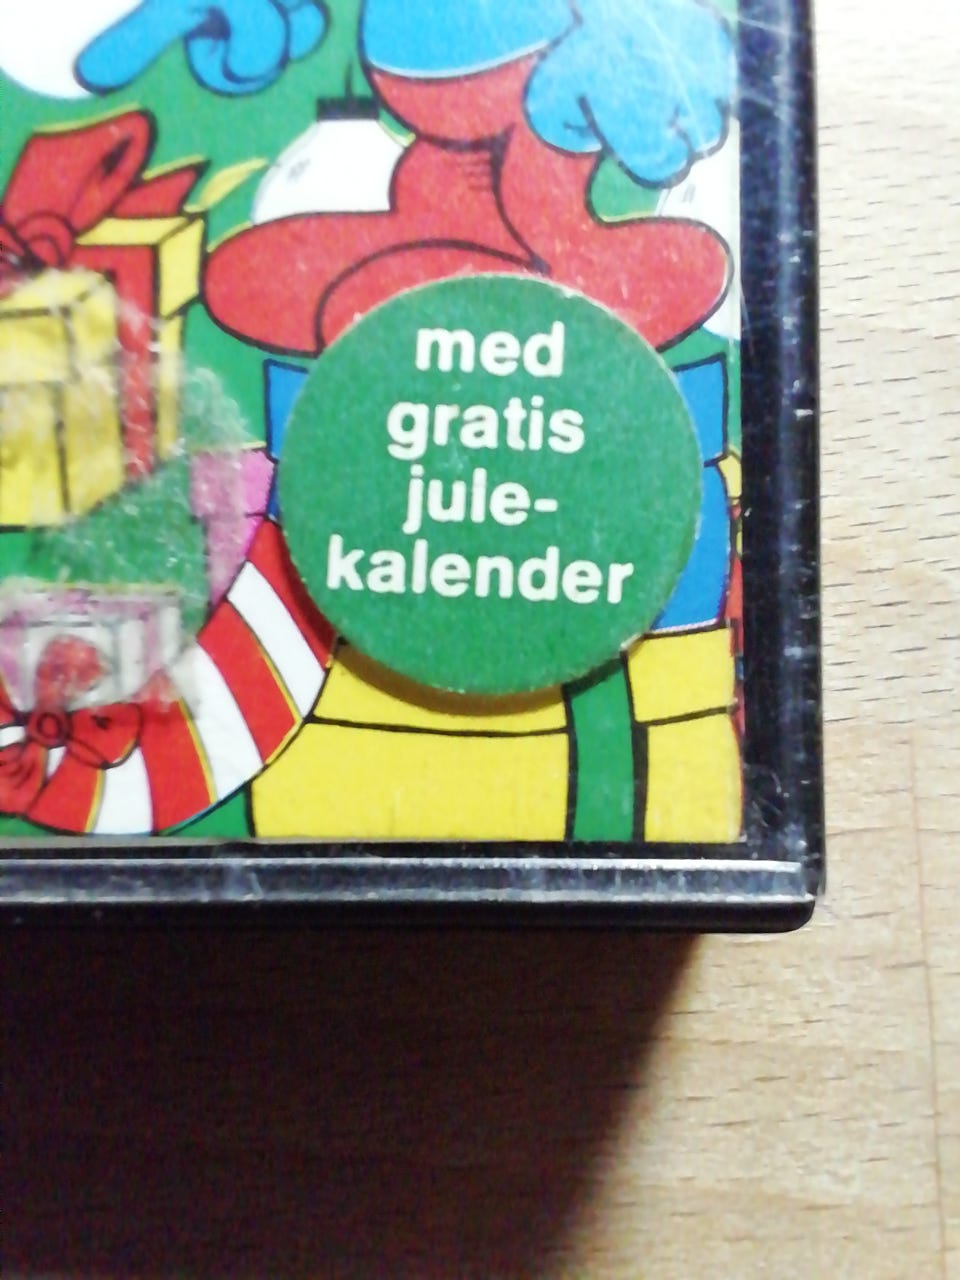 med
gratis
jule-
kalender